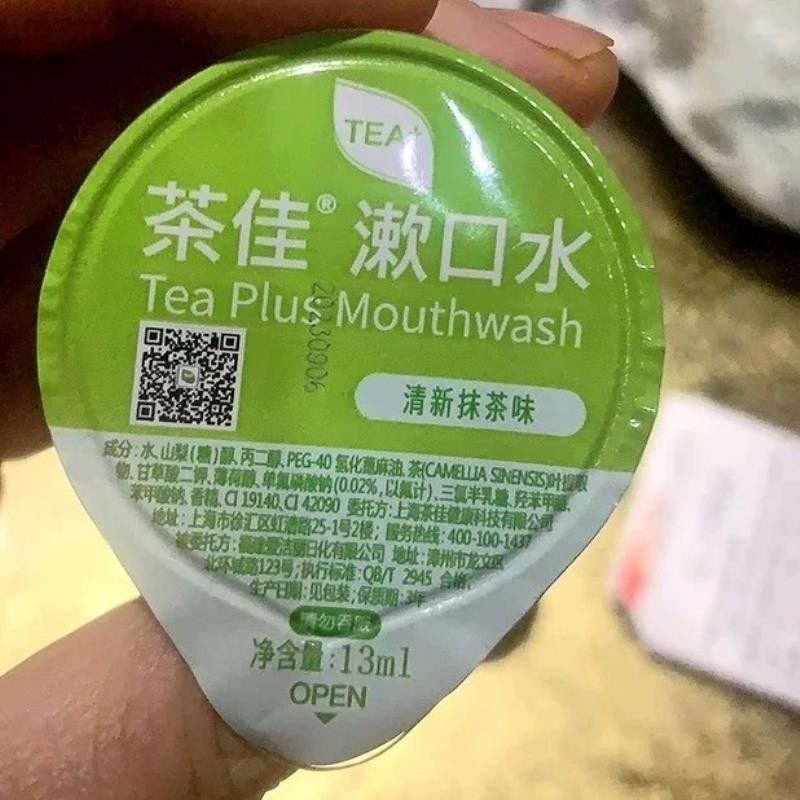 TEA+
茶佳® 漱口水
Tea Plus Mouthwash
20230906
清新抹茶味
成分:水、山梨(糖)醇、丙二醇、PEG-40 氢化蓖麻油、茶(CAMELLIA SINENSIS)叶提取
物、甘草酸二钾、薄荷醇、单氟磷酸钠(0.02%,以氟计)、三氯半乳糖、羟苯甲酯、
苯甲酸钠、香精、CI 19140、CI 42090 委托方:上海茶佳健康科技有限公司
地址:上海市徐汇区虹漕路25-1号2楼;服务热线:400-100-1437
被委托方:福建爱洁丽日化有限公司 地址:漳州市龙文区
北环城路123号;执行标准:QB/T 2945 合格;
生产日期:见包装;保质期:3年
请勿吞咽
净含量:13ml
OPEN